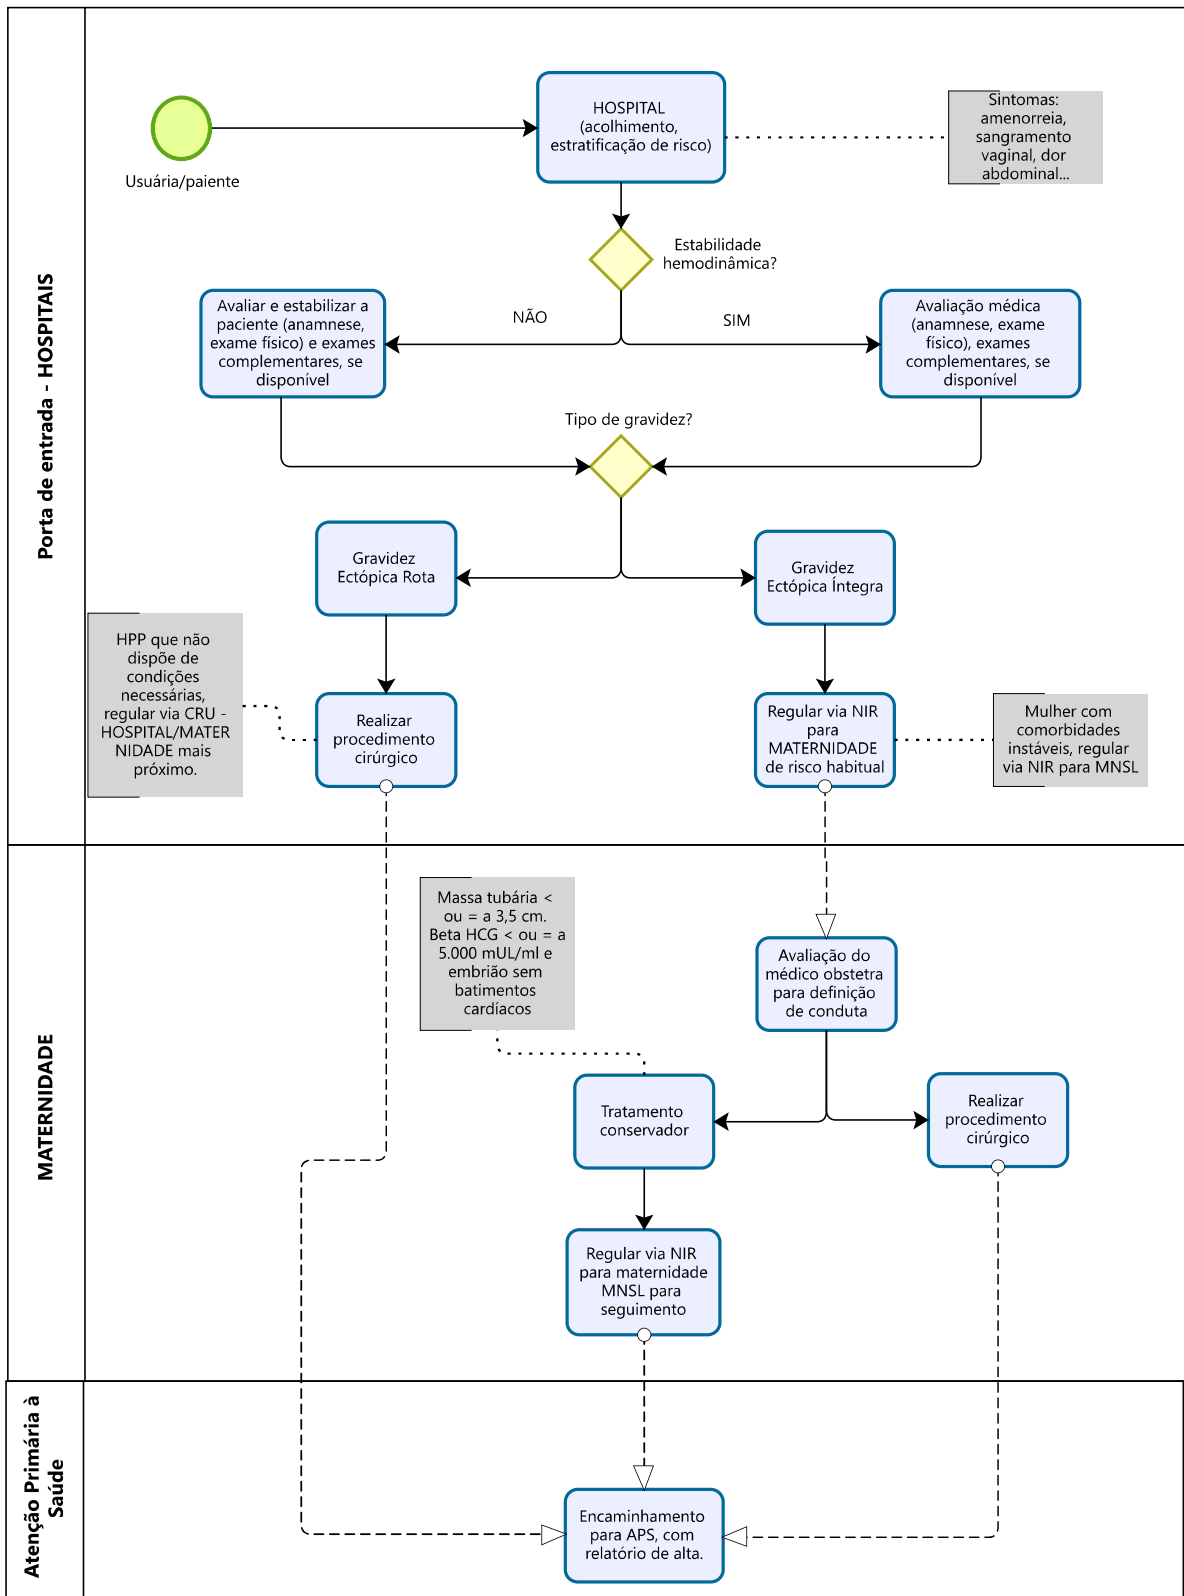 Porta de entrada - HOSPITAIS
Usuária/paiente
HOSPITAL
(acolhimento,
estratificação de risco)
Sintomas:
amenorreia,
sangramento
vaginal, dor
abdominal...
Estabilidade
hemodinâmica?
NÃO
SIM
Avaliar e estabilizar a
paciente (anamnese,
exame físico) e exames
complementares, se
disponível
Avaliação médica
(anamnese, exame
físico), exames
complementares, se
disponível
Tipo de gravidez?
Gravidez
Ectópica Rota
Gravidez
Ectópica Íntegra
HPP que não
dispõe de
condições
necessárias,
regular via CRU -
HOSPITAL/MATER
NIDADE mais
próximo.
Realizar
procedimento
cirúrgico
Regular via NIR
para
MATERNIDADE
de risco habitual
Mulher com
comorbidades
instáveis, regular
via NIR para MNSL
MATERNIDADE
Massa tubária <
ou = a 3,5 cm.
Beta HCG < ou = a
5.000 mUL/ml e
embrião sem
batimentos
cardíacos
Avaliação do
médico obstetra
para definição
de conduta
Tratamento
conservador
Realizar
procedimento
cirúrgico
Regular via NIR
para maternidade
MNSL para
seguimento
Atenção Primária à
Saúde
Encaminhamento
para APS, com
relatório de alta.